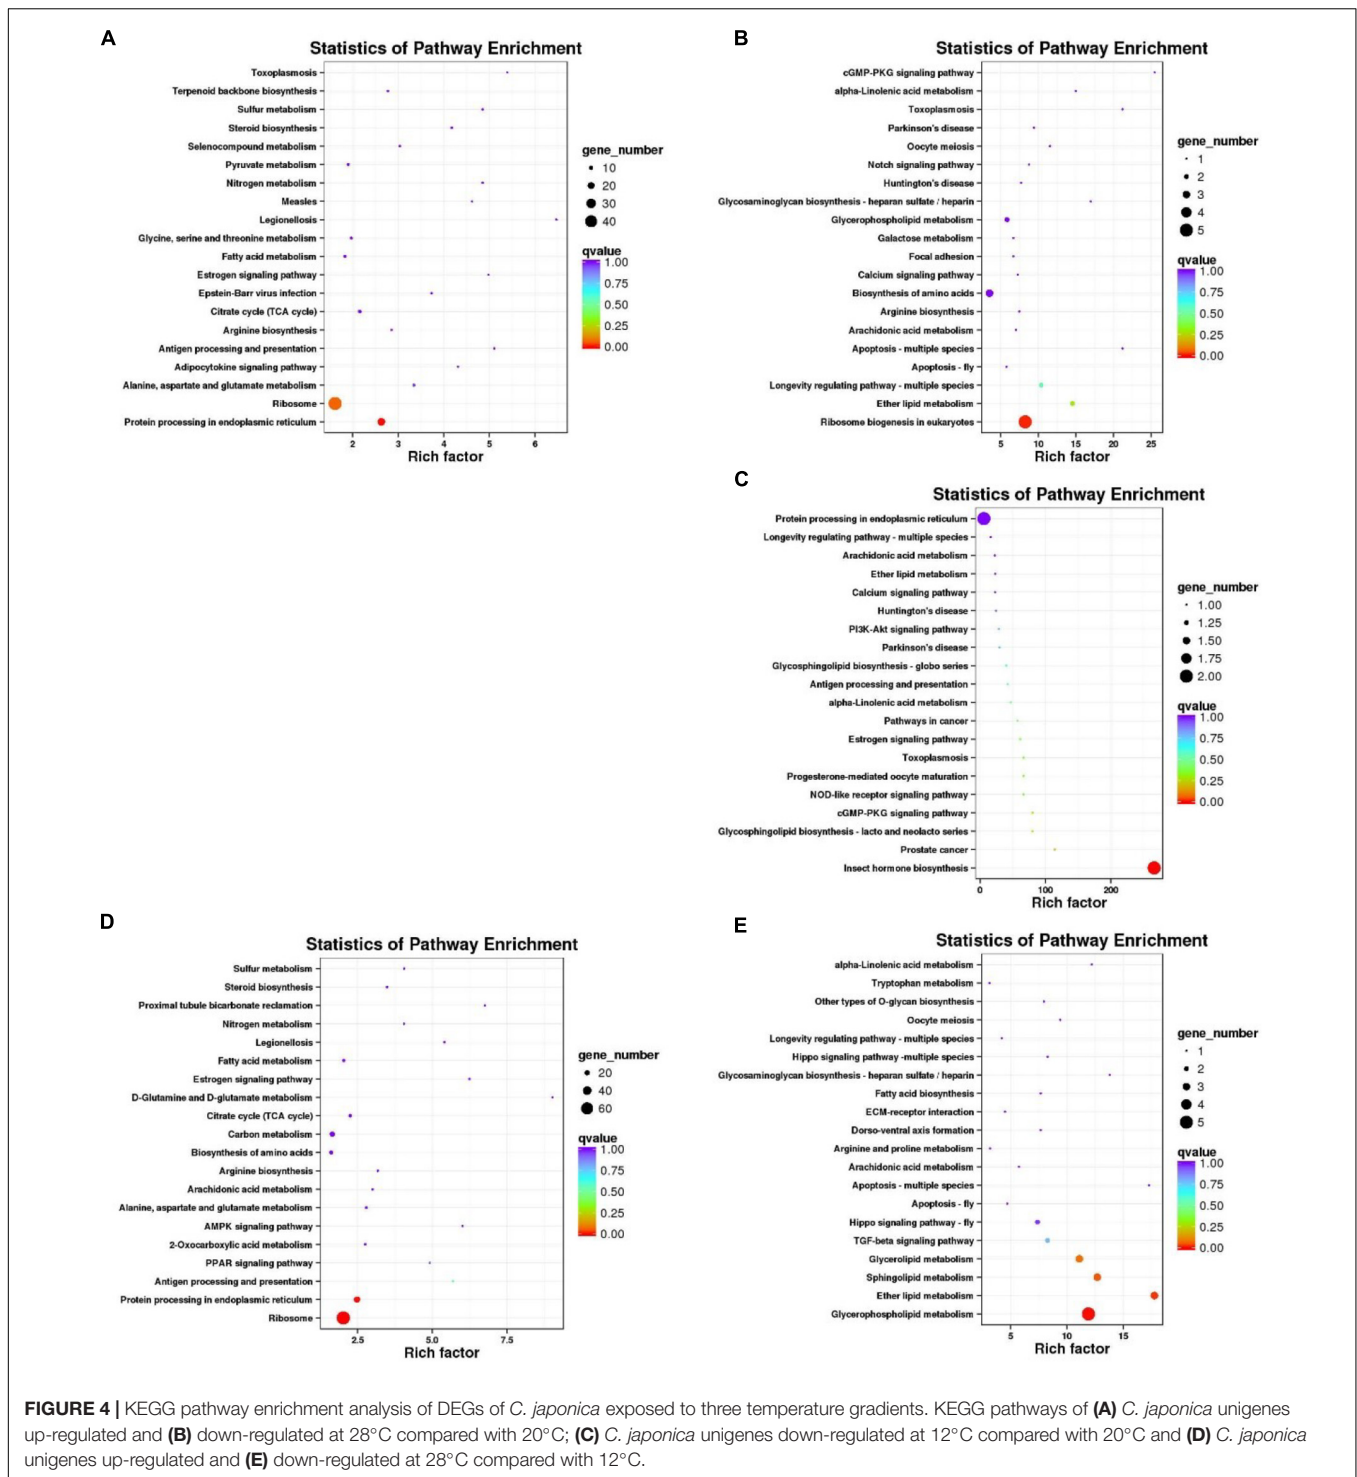 A
Statistics of Pathway Enrichment
Toxoplasmosis
Terpenoid backbone biosynthesis
Sulfur metabolism
Steroid biosynthesis
Selenocompound metabolism
Pyruvate metabolism
Nitrogen metabolism
Measles
Legionellosis
Glycine, serine and threonine metabolism
Fatty acid metabolism
Estrogen signaling pathway
Epstein-Barr virus infection
Citrate cycle (TCA cycle)
Arginine biosynthesis
Antigen processing and presentation
Adipocytokine signaling pathway
Alanine, aspartate and glutamate metabolism
Ribosome
Protein processing in endoplasmic reticulum
2 3 4 5 6
Rich factor
gene_number
10
20
30
40
qvalue
1.00
0.75
0.50
0.25
0.00
B
Statistics of Pathway Enrichment
cGMP-PKG signaling pathway
alpha-Linolenic acid metabolism
Toxoplasmosis
Parkinson's disease
Oocyte meiosis
Notch signaling pathway
Huntington's disease
Glycosaminoglycan biosynthesis - heparan sulfate / heparin
Glycerophospholipid metabolism
Galactose metabolism
Focal adhesion
Calcium signaling pathway
Biosynthesis of amino acids
Arginine biosynthesis
Arachidonic acid metabolism
Apoptosis - multiple species
Apoptosis - fly
Longevity regulating pathway - multiple species
Ether lipid metabolism
Ribosome biogenesis in eukaryotes
5 10 15 20 25
Rich factor
gene_number
1
2
3
4
5
qvalue
1.00
0.75
0.50
0.25
0.00
C
Statistics of Pathway Enrichment
Protein processing in endoplasmic reticulum
Longevity regulating pathway - multiple species
Arachidonic acid metabolism
Ether lipid metabolism
Calcium signaling pathway
Huntington's disease
PI3K-Akt signaling pathway
Parkinson's disease
Glycosphingolipid biosynthesis - globo series
Antigen processing and presentation
alpha-Linolenic acid metabolism
Pathways in cancer
Estrogen signaling pathway
Toxoplasmosis
Progesterone-mediated oocyte maturation
NOD-like receptor signaling pathway
cGMP-PKG signaling pathway
Glycosphingolipid biosynthesis - lacto and neolacto series
Prostate cancer
Insect hormone biosynthesis
0 100 200
Rich factor
gene_number
1.00
1.25
1.50
1.75
2.00
qvalue
1.00
0.75
0.50
0.25
0.00
D
Statistics of Pathway Enrichment
Sulfur metabolism
Steroid biosynthesis
Proximal tubule bicarbonate reclamation
Nitrogen metabolism
Legionellosis
Fatty acid metabolism
Estrogen signaling pathway
D-Glutamine and D-glutamate metabolism
Citrate cycle (TCA cycle)
Carbon metabolism
Biosynthesis of amino acids
Arginine biosynthesis
Arachidonic acid metabolism
Alanine, aspartate and glutamate metabolism
AMPK signaling pathway
2-Oxocarboxylic acid metabolism
PPAR signaling pathway
Antigen processing and presentation
Protein processing in endoplasmic reticulum
Ribosome
2.5 5.0 7.5
Rich factor
gene_number
20
40
60
qvalue
1.00
0.75
0.50
0.25
0.00
E
Statistics of Pathway Enrichment
alpha-Linolenic acid metabolism
Tryptophan metabolism
Other types of O-glycan biosynthesis
Oocyte meiosis
Longevity regulating pathway - multiple species
Hippo signaling pathway -multiple species
Glycosaminoglycan biosynthesis - heparan sulfate / heparin
Fatty acid biosynthesis
ECM-receptor interaction
Dorso-ventral axis formation
Arginine and proline metabolism
Arachidonic acid metabolism
Apoptosis - multiple species
Apoptosis - fly
Hippo signaling pathway - fly
TGF-beta signaling pathway
Glycerolipid metabolism
Sphingolipid metabolism
Ether lipid metabolism
Glycerophospholipid metabolism
5 10 15
Rich factor
gene_number
1
2
3
4
5
qvalue
1.00
0.75
0.50
0.25
0.00
FIGURE 4 | KEGG pathway enrichment analysis of DEGs of C. japonica exposed to three temperature gradients. KEGG pathways of (A) C. japonica unigenes
up-regulated and (B) down-regulated at 28°C compared with 20°C; (C) C. japonica unigenes down-regulated at 12°C compared with 20°C and (D) C. japonica
unigenes up-regulated and (E) down-regulated at 28°C compared with 12°C.